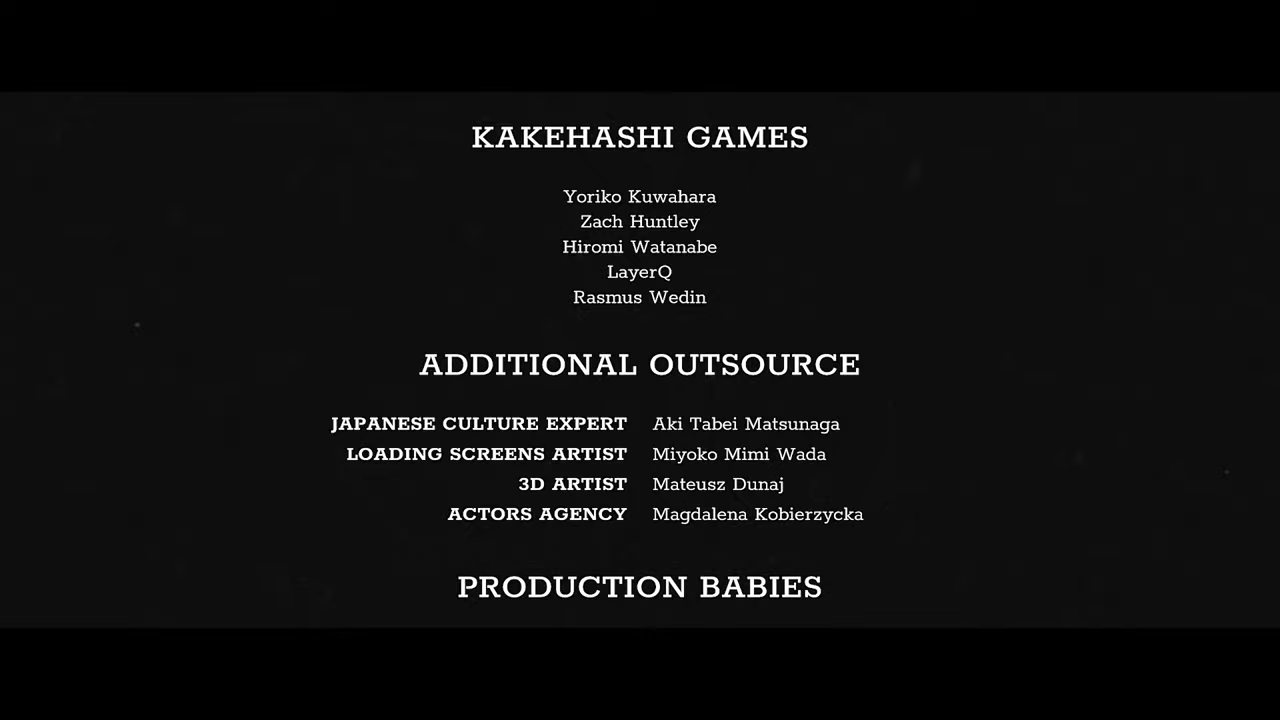 KAKEHASHI GAMES
Yoriko Kuwahara
Zach Huntley
Hiromi Watanabe
LayerQ
Rasmus Wedin
ADDITIONAL OUTSOURCE
JAPANESE CULTURE EXPERT Aki Tabei Matsunaga
LOADING SCREENS ARTIST Miyoko Mimi Wada
3D ARTIST Mateusz Dunaj
ACTORS AGENCY Magdalena Kobierzycka
PRODUCTION BABIES